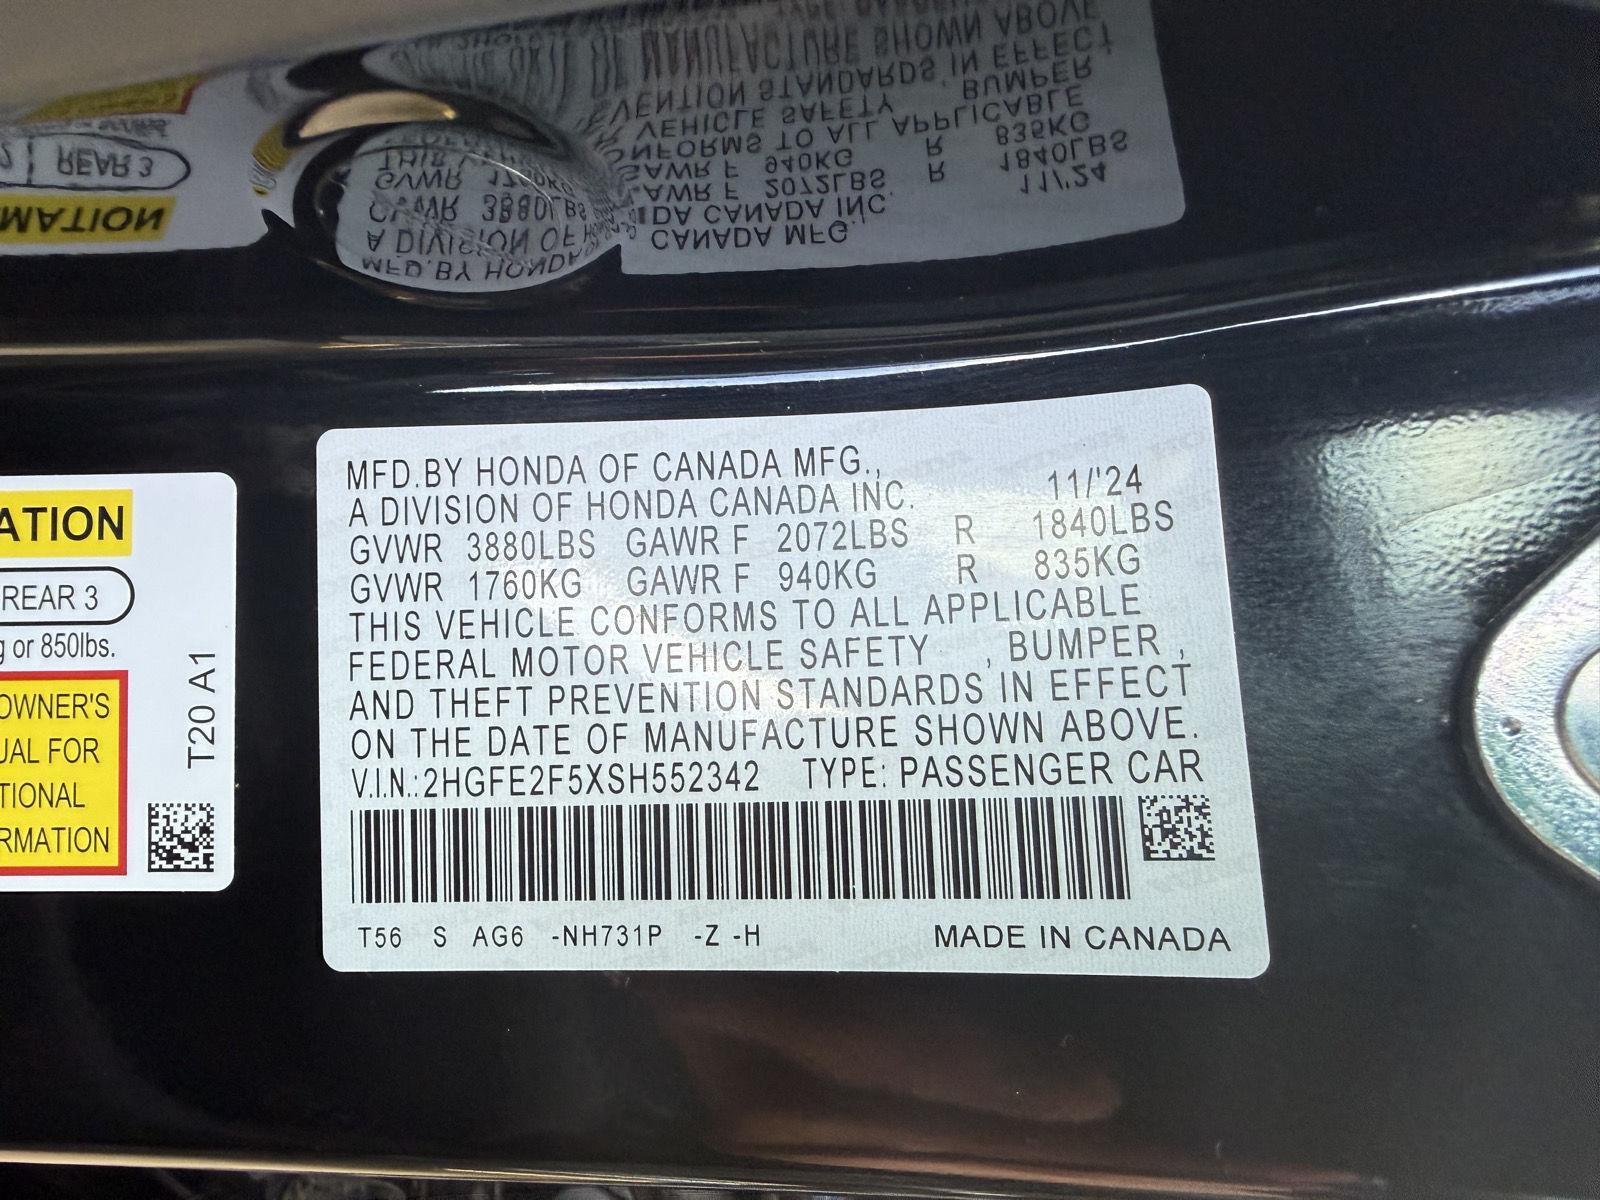 MFD.BY HONDA OF CANADA MFG.,
A DIVISION OF HONDA CANADA INC. 11/'24
GVWR 3880LBS GAWR F 2072LBS R 1840LBS
GVWR 1760KG GAWR F 940KG R 835KG
THIS VEHICLE CONFORMS TO ALL APPLICABLE
FEDERAL MOTOR VEHICLE SAFETY , BUMPER ,
AND THEFT PREVENTION STANDARDS IN EFFECT
ON THE DATE OF MANUFACTURE SHOWN ABOVE.
V.I.N.:2HGFE2F5XSH552342 TYPE: PASSENGER CAR
T56 S AG6 -NH731P -Z -H MADE IN CANADA
ATION
REAR 3
g or 850lbs.
OWNER'S
UAL FOR
TIONAL
RMATION
T20 A1